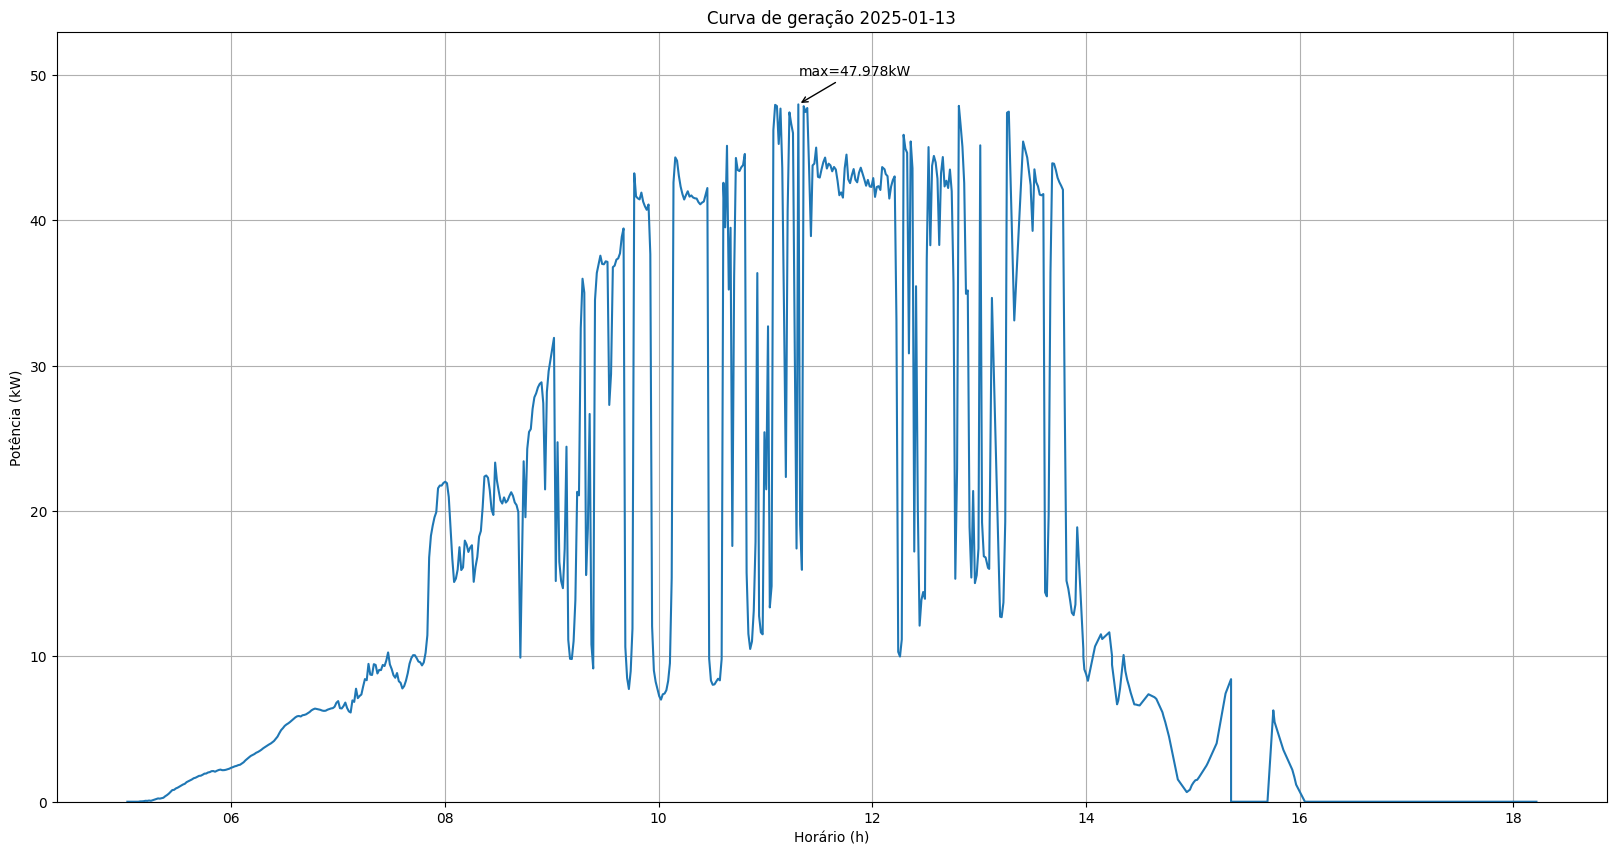 Curva de geração 2025-01-13
max=47.978kW
50
40
30
20
10
0
Potência (kW)
06 08 10 12 14 16 18
Horário (h)